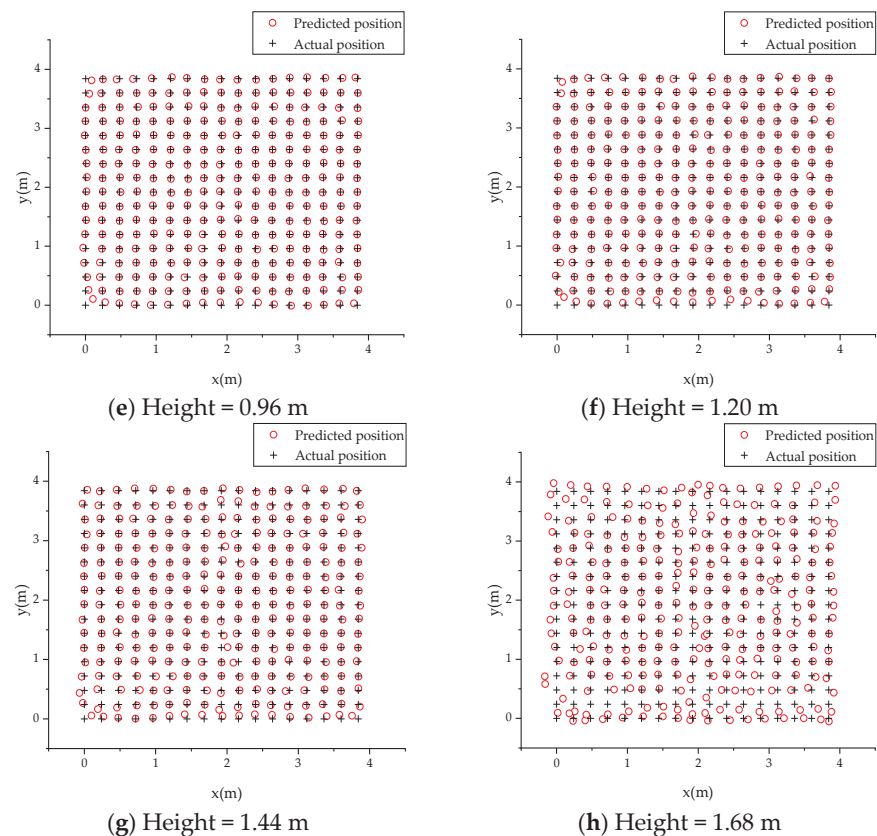 Predicted position
Actual position
4
3
2
1
0
y(m)
0 1 2 3 4
x(m)
(e) Height = 0.96 m
Predicted position
Actual position
4
3
2
1
0
y(m)
0 1 2 3 4
x(m)
(f) Height = 1.20 m
Predicted position
Actual position
4
3
2
1
0
y(m)
0 1 2 3 4
x(m)
(g) Height = 1.44 m
Predicted position
Actual position
4
3
2
1
0
y(m)
0 1 2 3 4
x(m)
(h) Height = 1.68 m